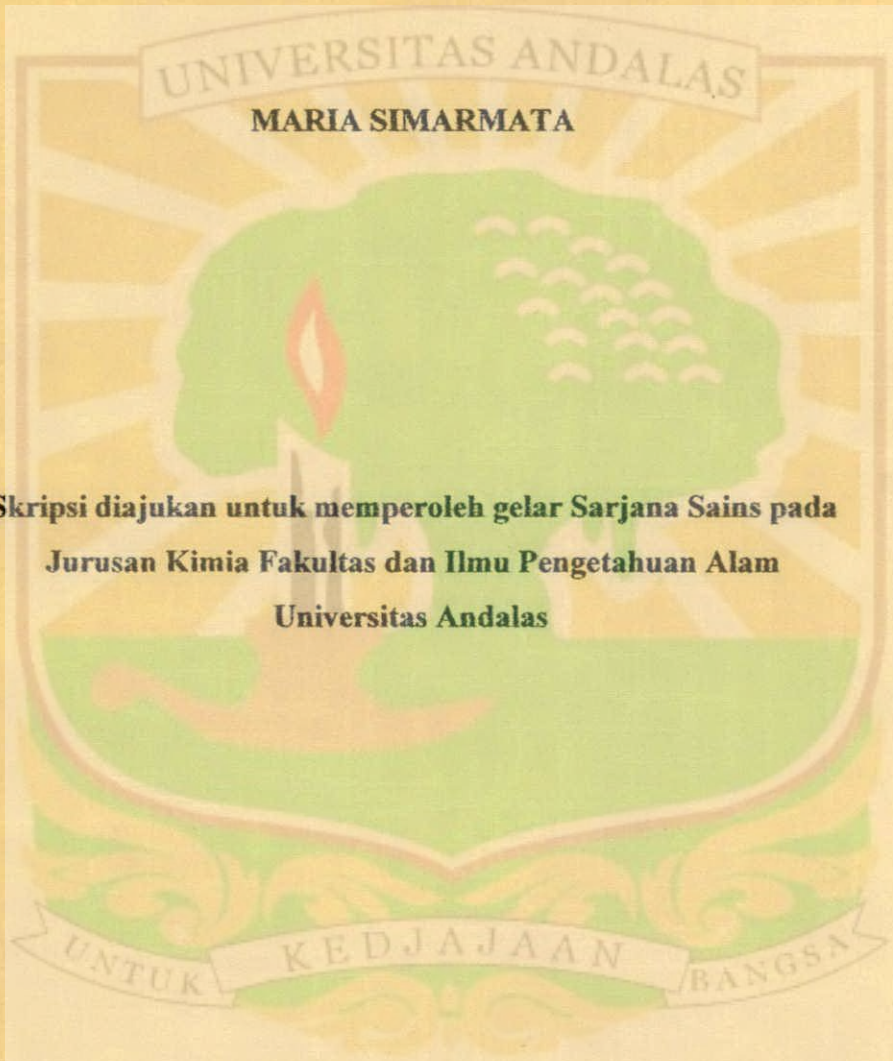 UNIVERSITAS ANDALAS
MARIA SIMARMATA
Skripsi diajukan untuk memperoleh gelar Sarjana Sains pada
Jurusan Kimia Fakultas dan Ilmu Pengetahuan Alam
Universitas Andalas
UNTUK KEDJAJAAN BANGSA